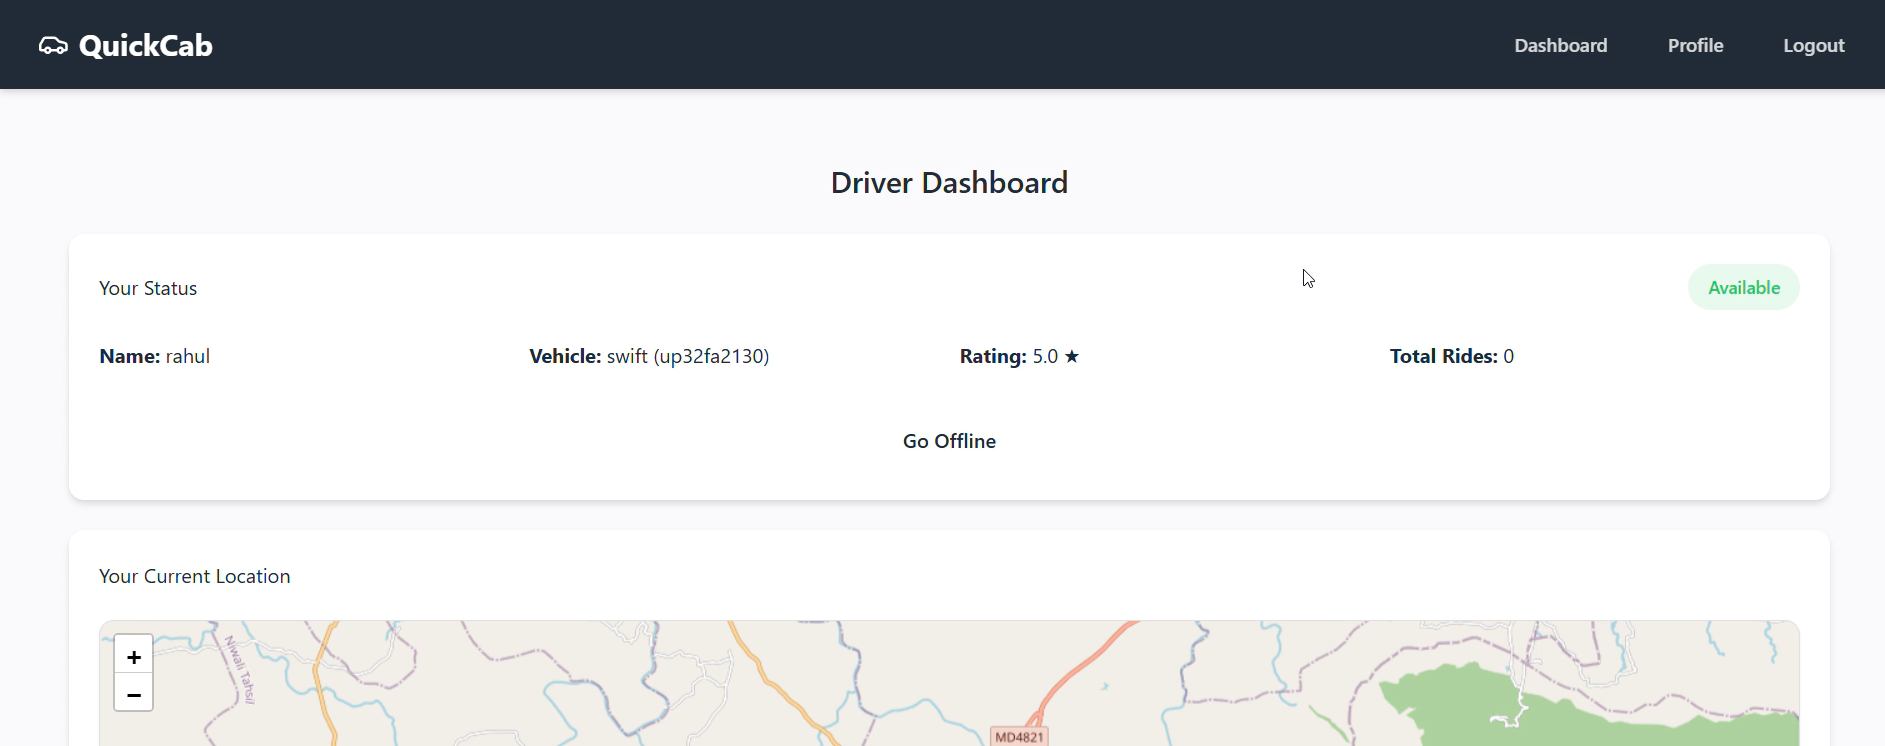 QuickCab
Dashboard Profile Logout
Driver Dashboard
Your Status
Available
Name: rahul
Vehicle: swift (up32fa2130)
Rating: 5.0 ★
Total Rides: 0
Go Offline
Your Current Location
+
−
Niwali Tahsil
MD4821